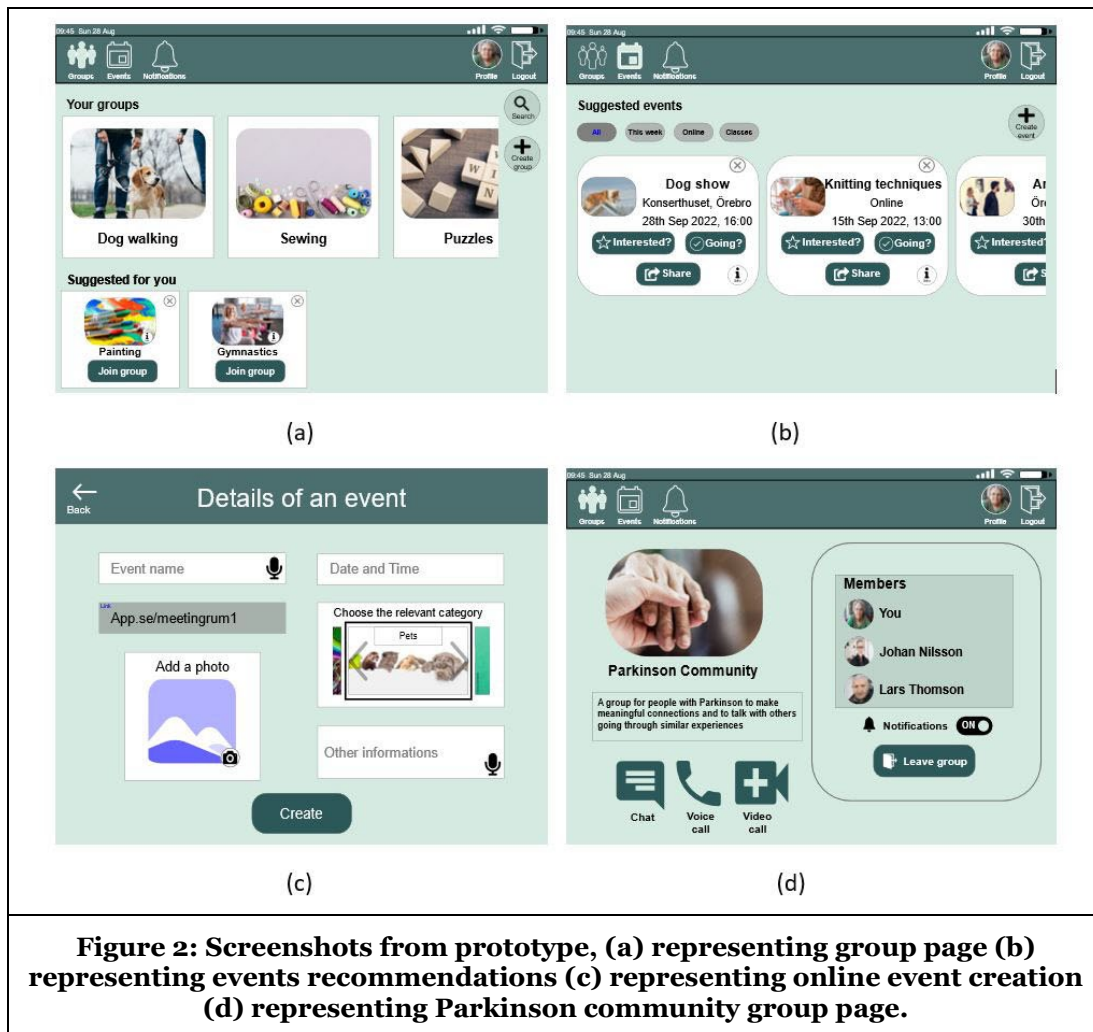 09:45 Sun 28 Aug
Groups Events Notifications Profile Logout
Your groups
Search
Create
group
W
I
N
Dog walking Sewing Puzzles
Suggested for you
i i
Painting Gymnastics
Join group Join group
(a)
09:45 Sun 28 Aug
Groups Events Notifications Profile Logout
Suggested events
All This week Online Classes
Create
event
Dog show
Konserthuset, Örebro
28th Sep 2022, 16:00
Interested? Going?
Share i
Knitting techniques
Online
15th Sep 2022, 13:00
Interested? Going?
Share i
Ar
Öre
30th
Interested?
S
(b)
Back
Details of an event
Event name
Date and Time
Link
App.se/meetingrum1
Choose the relevant category
Pets
Add a photo
Other informations
Create
(c)
09:45 Sun 28 Aug
Groups Events Notifications Profile Logout
Parkinson Community
A group for people with Parkinson to make
meaningful connections and to talk with others
going through similar experiences
Chat
Voice
call
Video
call
Members
You
Johan Nilsson
Lars Thomson
Notifications ON
Leave group
(d)
Figure 2: Screenshots from prototype, (a) representing group page (b)
representing events recommendations (c) representing online event creation
(d) representing Parkinson community group page.